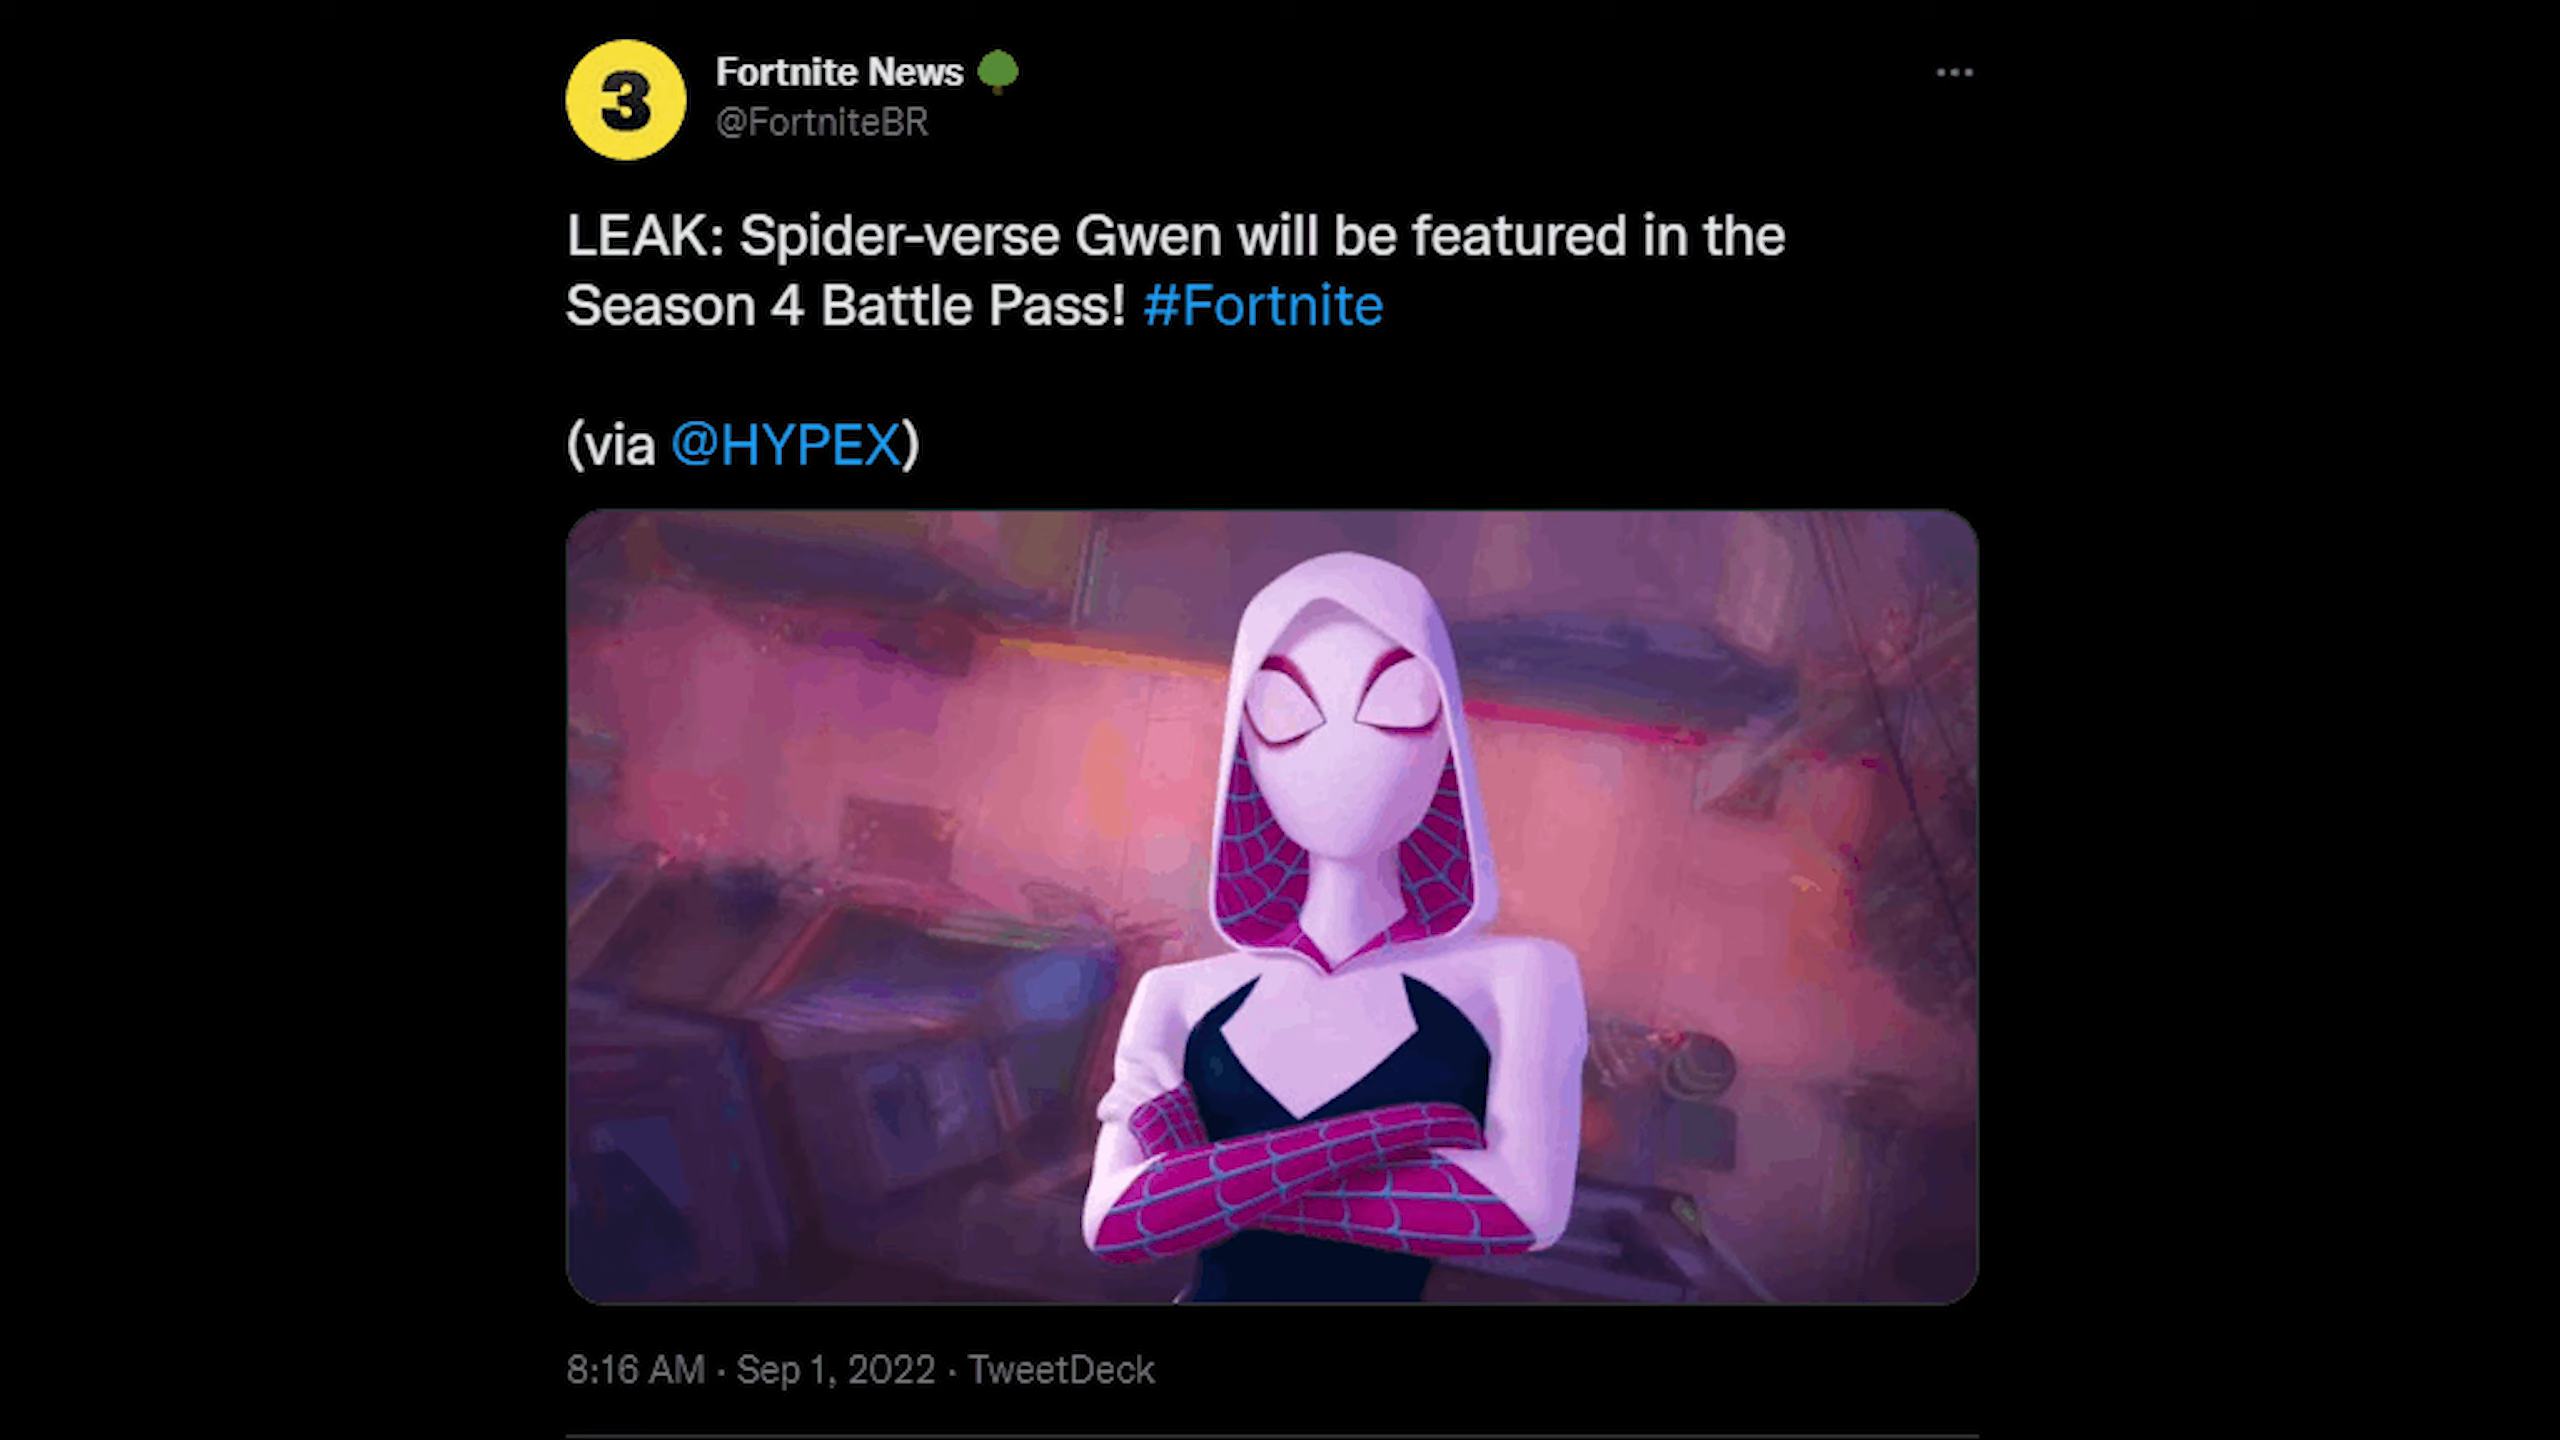 3
Fortnite News
@FortniteBR
LEAK: Spider-verse Gwen will be featured in the
Season 4 Battle Pass! #Fortnite
(via @HYPEX)
8:16 AM · Sep 1, 2022 · TweetDeck